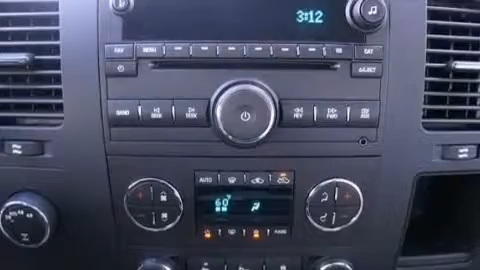 3:12
FAV MENU CAT
EJECT
BAND SEEK SEEK REV FWD
AUTO
60